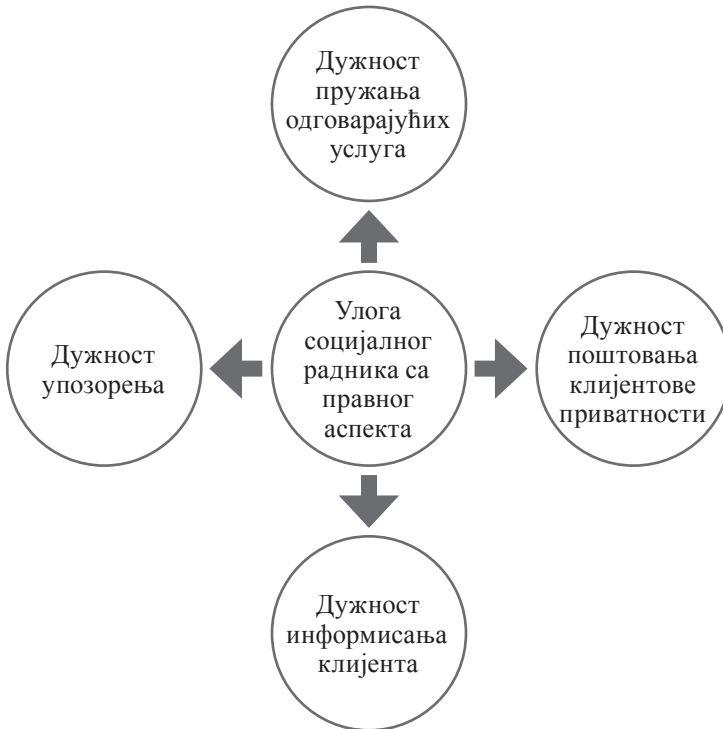 Дужност
пружања
одговарајућих
услуга
Дужност
упозорења
Улога
социјалног
радника са
правног
аспекта
Дужност
поштовања
клијентове
приватности
Дужност
информисања
клијента